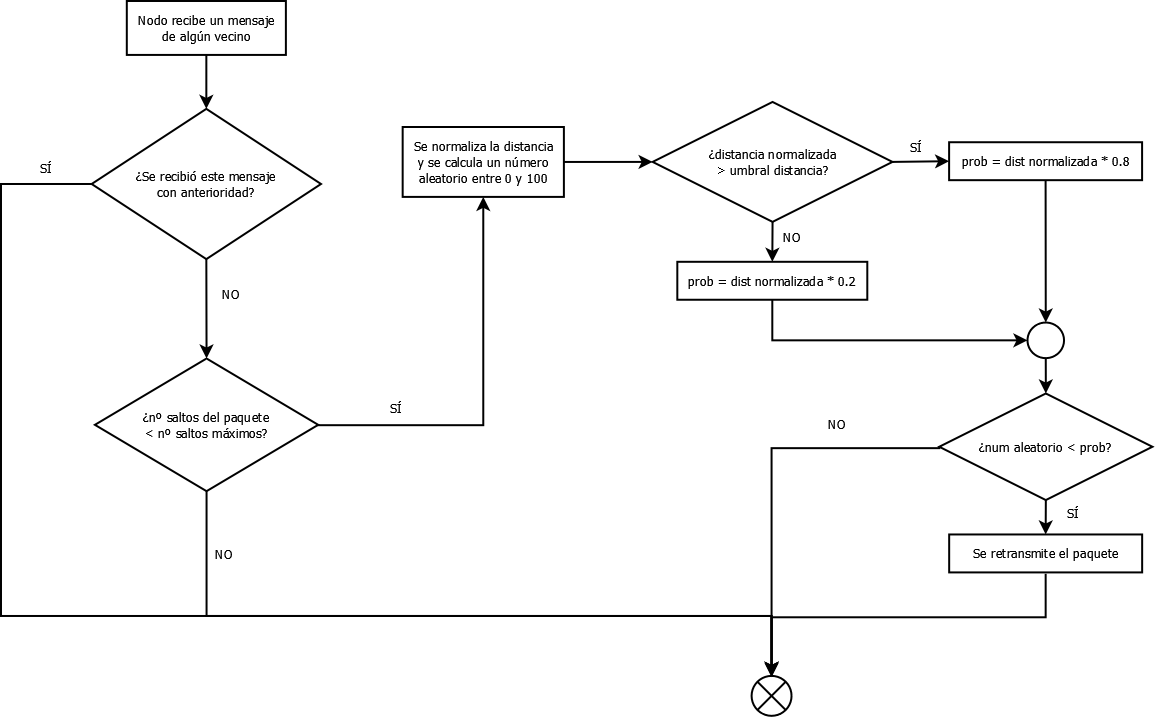 Nodo recibe un mensaje
de algún vecino
¿Se recibió este mensaje
con anterioridad?
SÍ
NO
¿nº saltos del paquete
< nº saltos máximos?
SÍ
NO
Se normaliza la distancia
y se calcula un número
aleatorio entre 0 y 100
¿distancia normalizada
> umbral distancia?
SÍ
prob = dist normalizada * 0.8
NO
prob = dist normalizada * 0.2
¿num aleatorio < prob?
NO
SÍ
Se retransmite el paquete